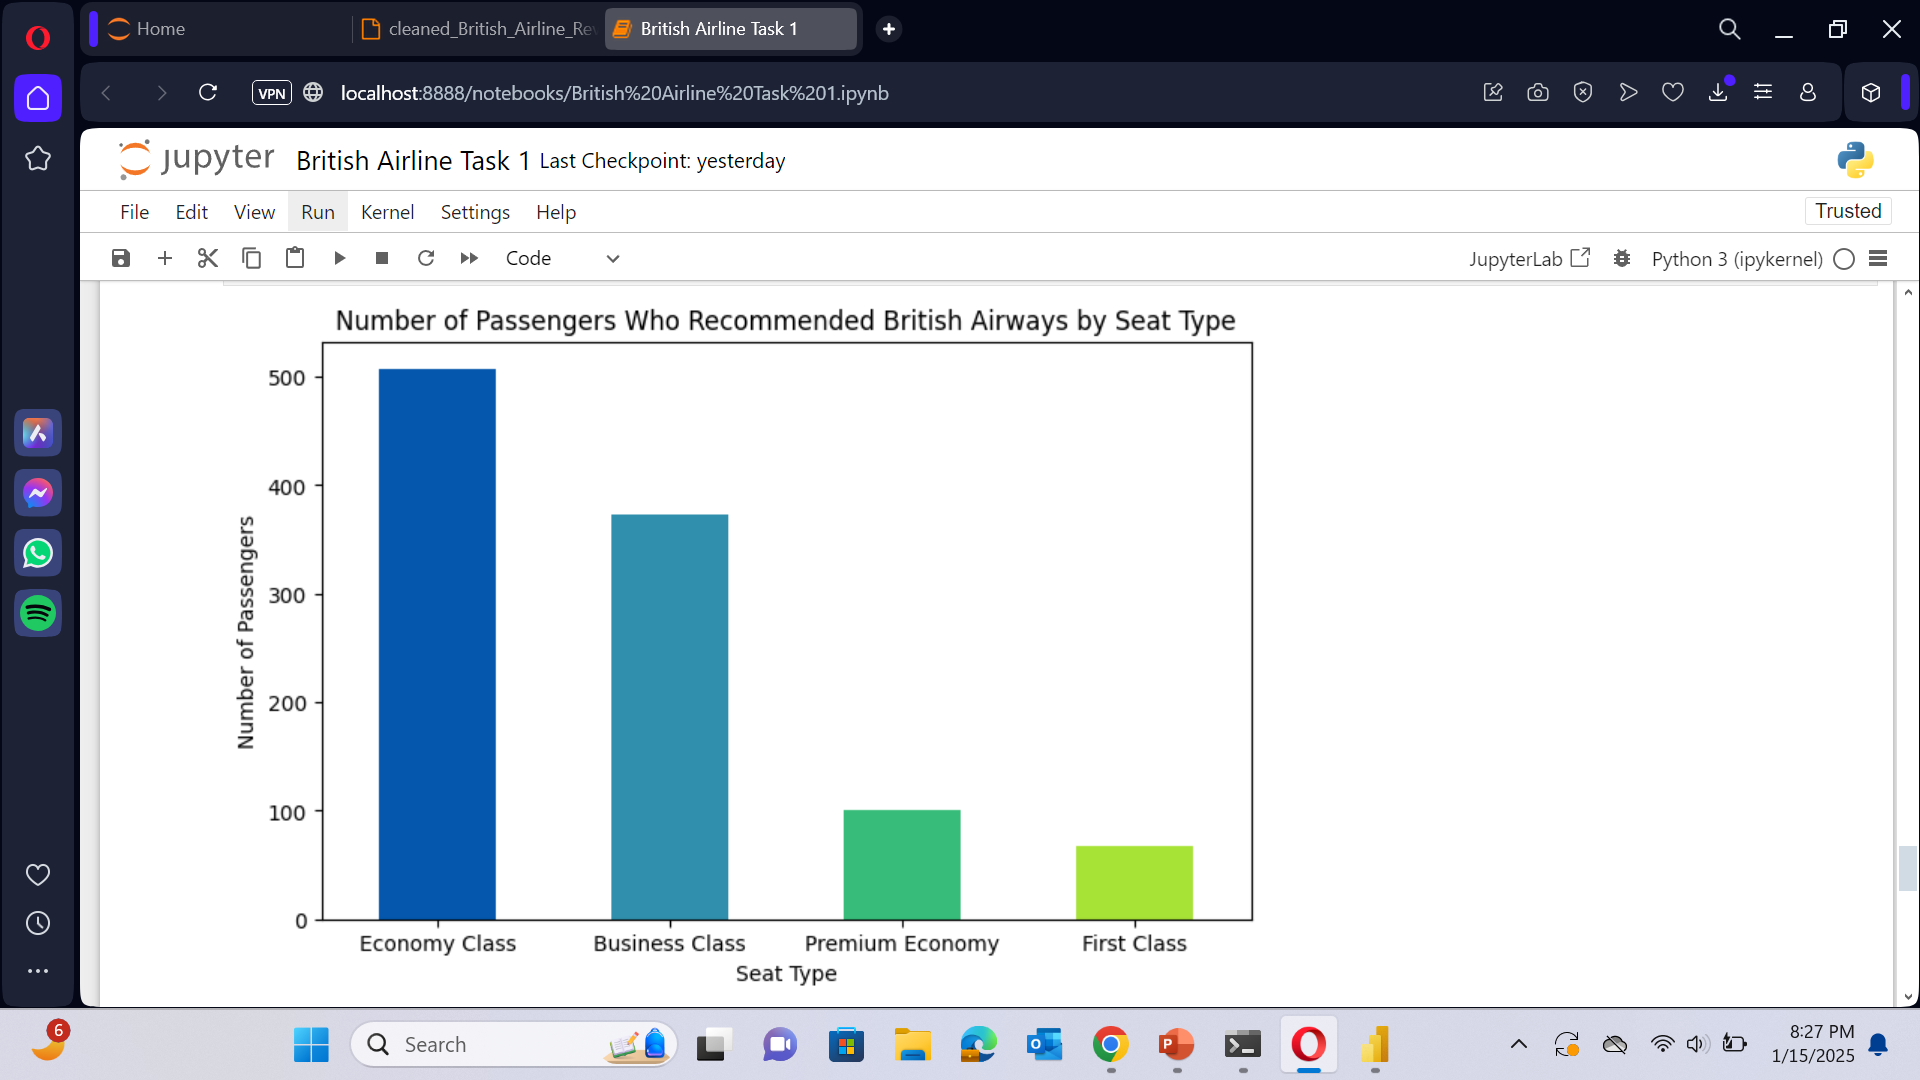 Home
cleaned_British_Airline_Re
British Airline Task 1
VPN
localhost:8888/notebooks/British%20Airline%20Task%201.ipynb
jupyter
British Airline Task 1 Last Checkpoint: yesterday
File Edit View Run Kernel Settings Help
Trusted
Code
JupyterLab
Python 3 (ipykernel)
Number of Passengers Who Recommended British Airways by Seat Type
500
400
300
200
100
0
Number of Passengers
Economy Class Business Class Premium Economy First Class
Seat Type
6
Search
8:27 PM
1/15/2025